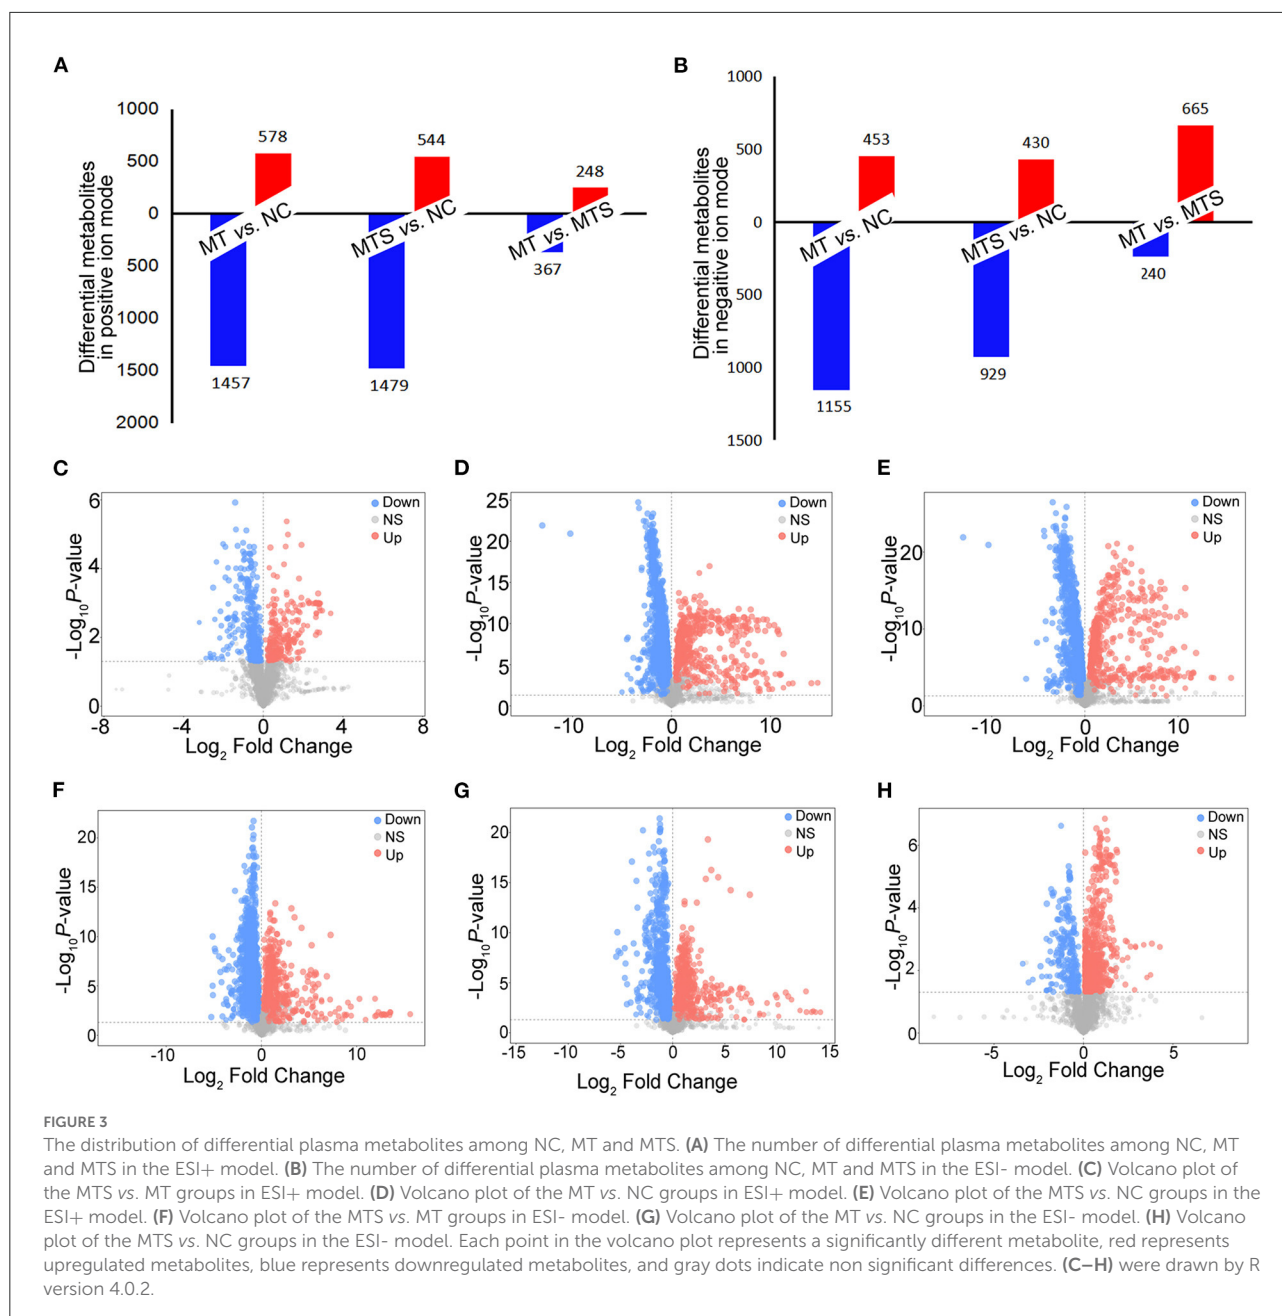 A
Differential metabolites
in positive ion mode
1000
500
0
500
1000
1500
2000
578
544
248
MT vs. NC
MTS vs. NC
MT vs. MTS
1457
1479
367
B
Differential metabolites
in negaitive ion mode
1000
500
0
500
1000
1500
453
430
665
MT vs. NC
MTS vs. NC
MT vs. MTS
1155
929
240
C
-Log10P-value
6
4
2
0
Down
NS
Up
-8
-4
0
4
8
Log2 Fold Change
D
-Log10P-value
25
20
15
10
5
0
Down
NS
Up
-10
0
10
Log2 Fold Change
E
-Log10P-value
20
10
0
Down
NS
Up
-10
0
10
Log2 Fold Change
F
-Log10P-value
20
15
10
5
0
Down
NS
Up
-10
0
10
Log2 Fold Change
G
-Log10P-value
20
15
10
5
0
Down
NS
Up
-15
-10
-5
0
5
10
15
Log2 Fold Change
H
-Log10P-value
6
4
2
0
Down
NS
Up
-5
0
5
Log2 Fold Change
FIGURE 3
The distribution of differential plasma metabolites among NC, MT and MTS. (A) The number of differential plasma metabolites among NC, MT
and MTS in the ESI+ model. (B) The number of differential plasma metabolites among NC, MT and MTS in the ESI- model. (C) Volcano plot of
the MTS vs. MT groups in ESI+ model. (D) Volcano plot of the MT vs. NC groups in ESI+ model. (E) Volcano plot of the MTS vs. NC groups in the
ESI+ model. (F) Volcano plot of the MTS vs. MT groups in ESI- model. (G) Volcano plot of the MT vs. NC groups in the ESI- model. (H) Volcano
plot of the MTS vs. NC groups in the ESI- model. Each point in the volcano plot represents a significantly different metabolite, red represents
upregulated metabolites, blue represents downregulated metabolites, and gray dots indicate non significant differences. (C–H) were drawn by R
version 4.0.2.